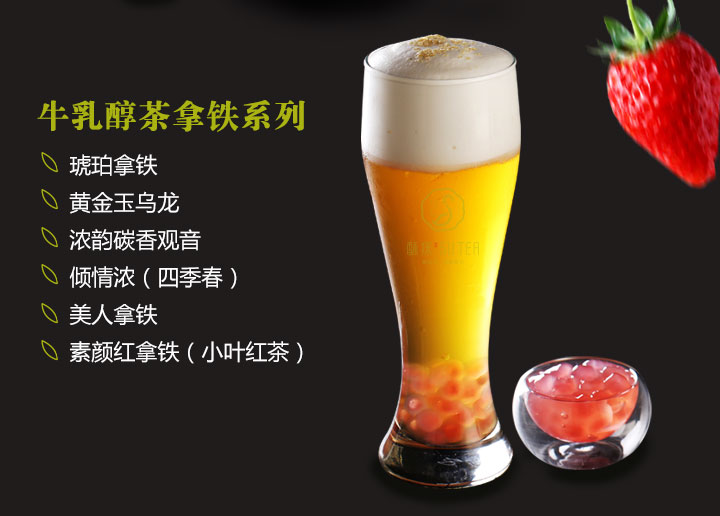 牛乳醇茶拿铁系列
琥珀拿铁
黄金玉乌龙
浓韵碳香观音
倾情浓（四季春）
美人拿铁
素颜红拿铁（小叶红茶）
TEA